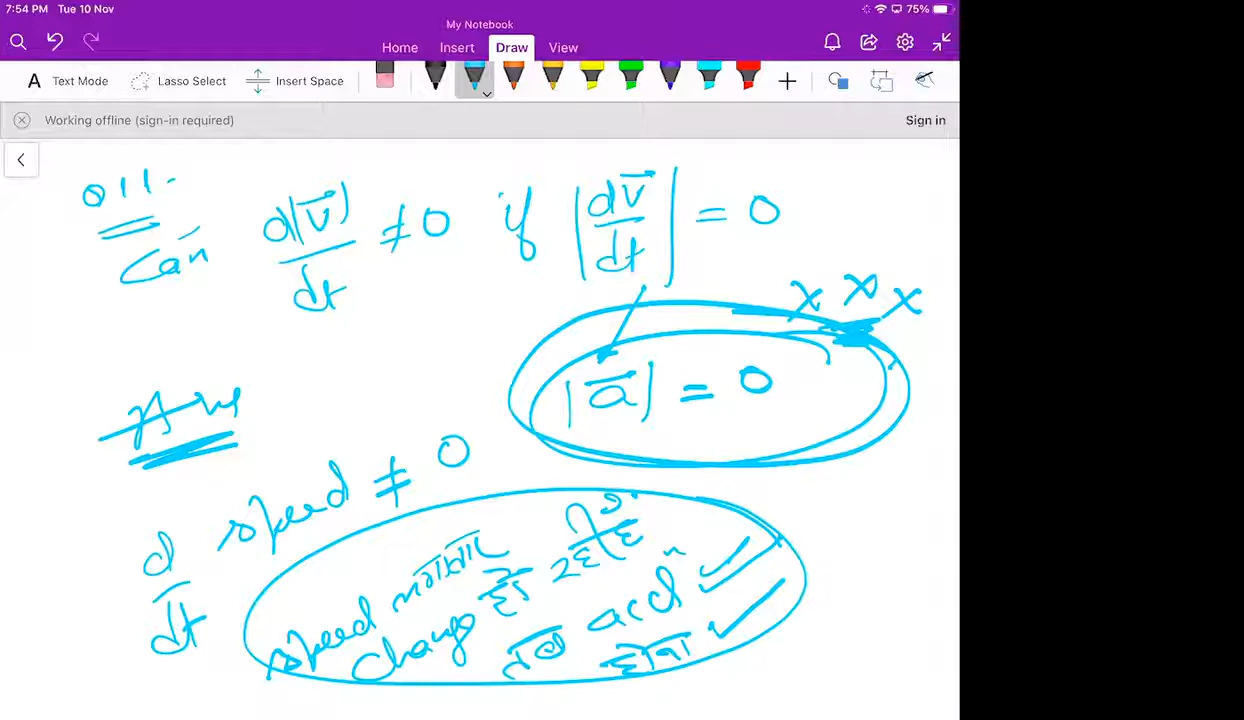 7:54 PM Tue 10 Nov
75%
My Notebook
Home Insert Draw View
A Text Mode Lasso Select Insert Space
Working offline (sign-in required) Sign in
Q11.
Can d|v⃗|/dt ≠ 0 if |dv⃗/dt| = 0
x x x
|a⃗| = 0
Ans
d/dt speed ≠ 0
speed
change
तो accⁿ
होगा